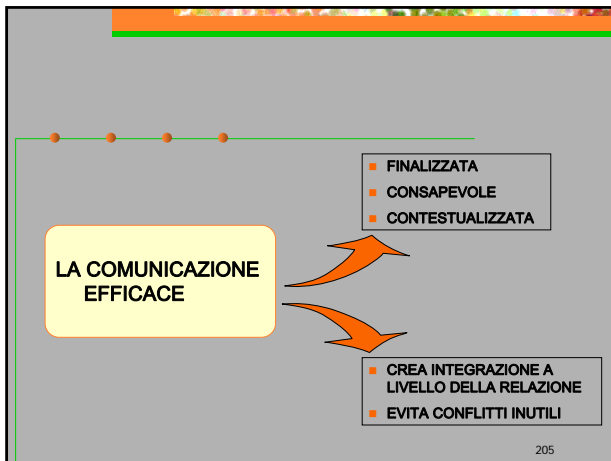 FINALIZZATA
CONSAPEVOLE
CONTESTUALIZZATA
LA COMUNICAZIONE
EFFICACE
CREA INTEGRAZIONE A
LIVELLO DELLA RELAZIONE
EVITA CONFLITTI INUTILI
205